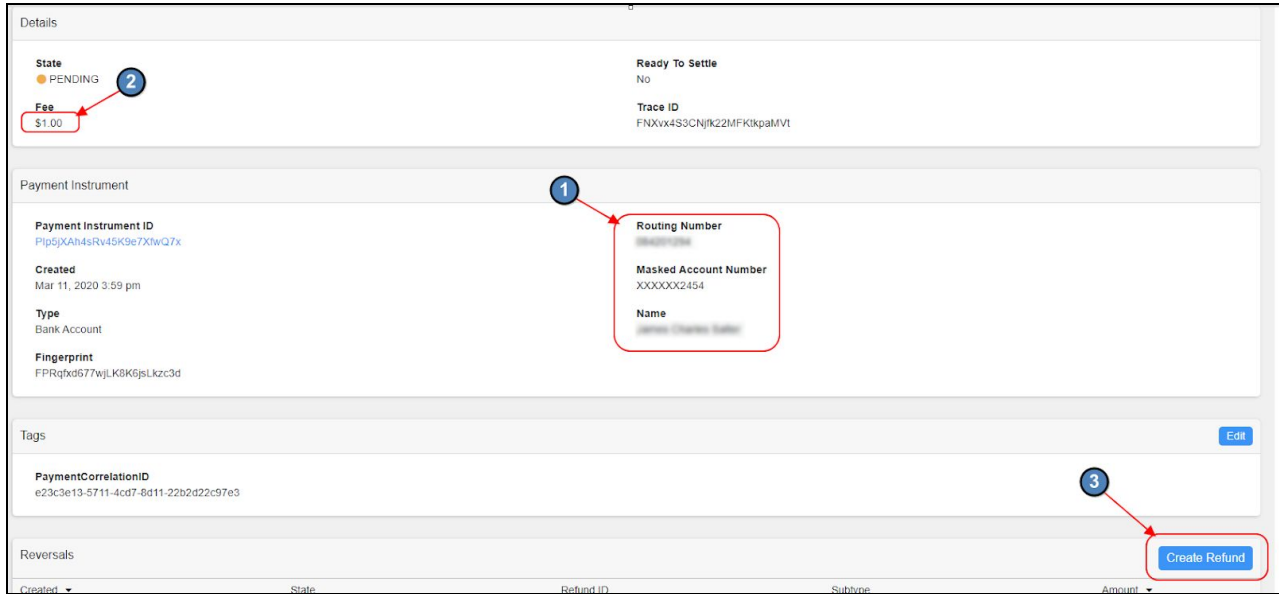 Details
State
PENDING
2
Fee
$1.00
Ready To Settle
No
Trace ID
FNXvx4S3CNjfk22MFKtkpaMVt
Payment Instrument
1
Payment Instrument ID
PIp5jXAh4sRv45K9e7XfwQ7x
Created
Mar 11, 2020 3:59 pm
Type
Bank Account
Fingerprint
FPRqfxd677wjLK8K6jsLkzc3d
Routing Number
Masked Account Number
XXXXXX2454
Name
Tags
Edit
PaymentCorrelationID
e23c3e13-5711-4cd7-8d11-22b2d22c97e3
3
Reversals
Create Refund
Created
State
Refund ID
Subtype
Amount